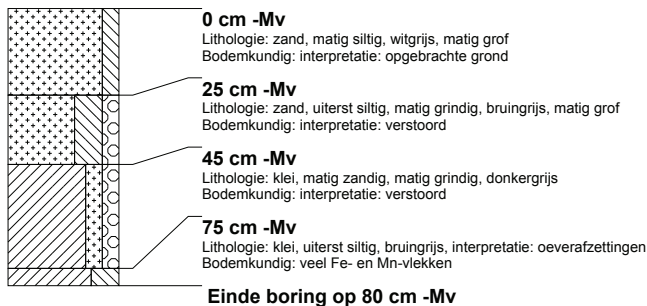 0 cm -Mv
Lithologie: zand, matig siltig, witgrijs, matig grof
Bodemkundig: interpretatie: opgebrachte grond
25 cm -Mv
Lithologie: zand, uiterst siltig, matig grindig, bruingrijs, matig grof
Bodemkundig: interpretatie: verstoord
45 cm -Mv
Lithologie: klei, matig zandig, matig grindig, donkergrijs
Bodemkundig: interpretatie: verstoord
75 cm -Mv
Lithologie: klei, uiterst siltig, bruingrijs, interpretatie: oeverafzettingen
Bodemkundig: veel Fe- en Mn-vlekken
Einde boring op 80 cm -Mv